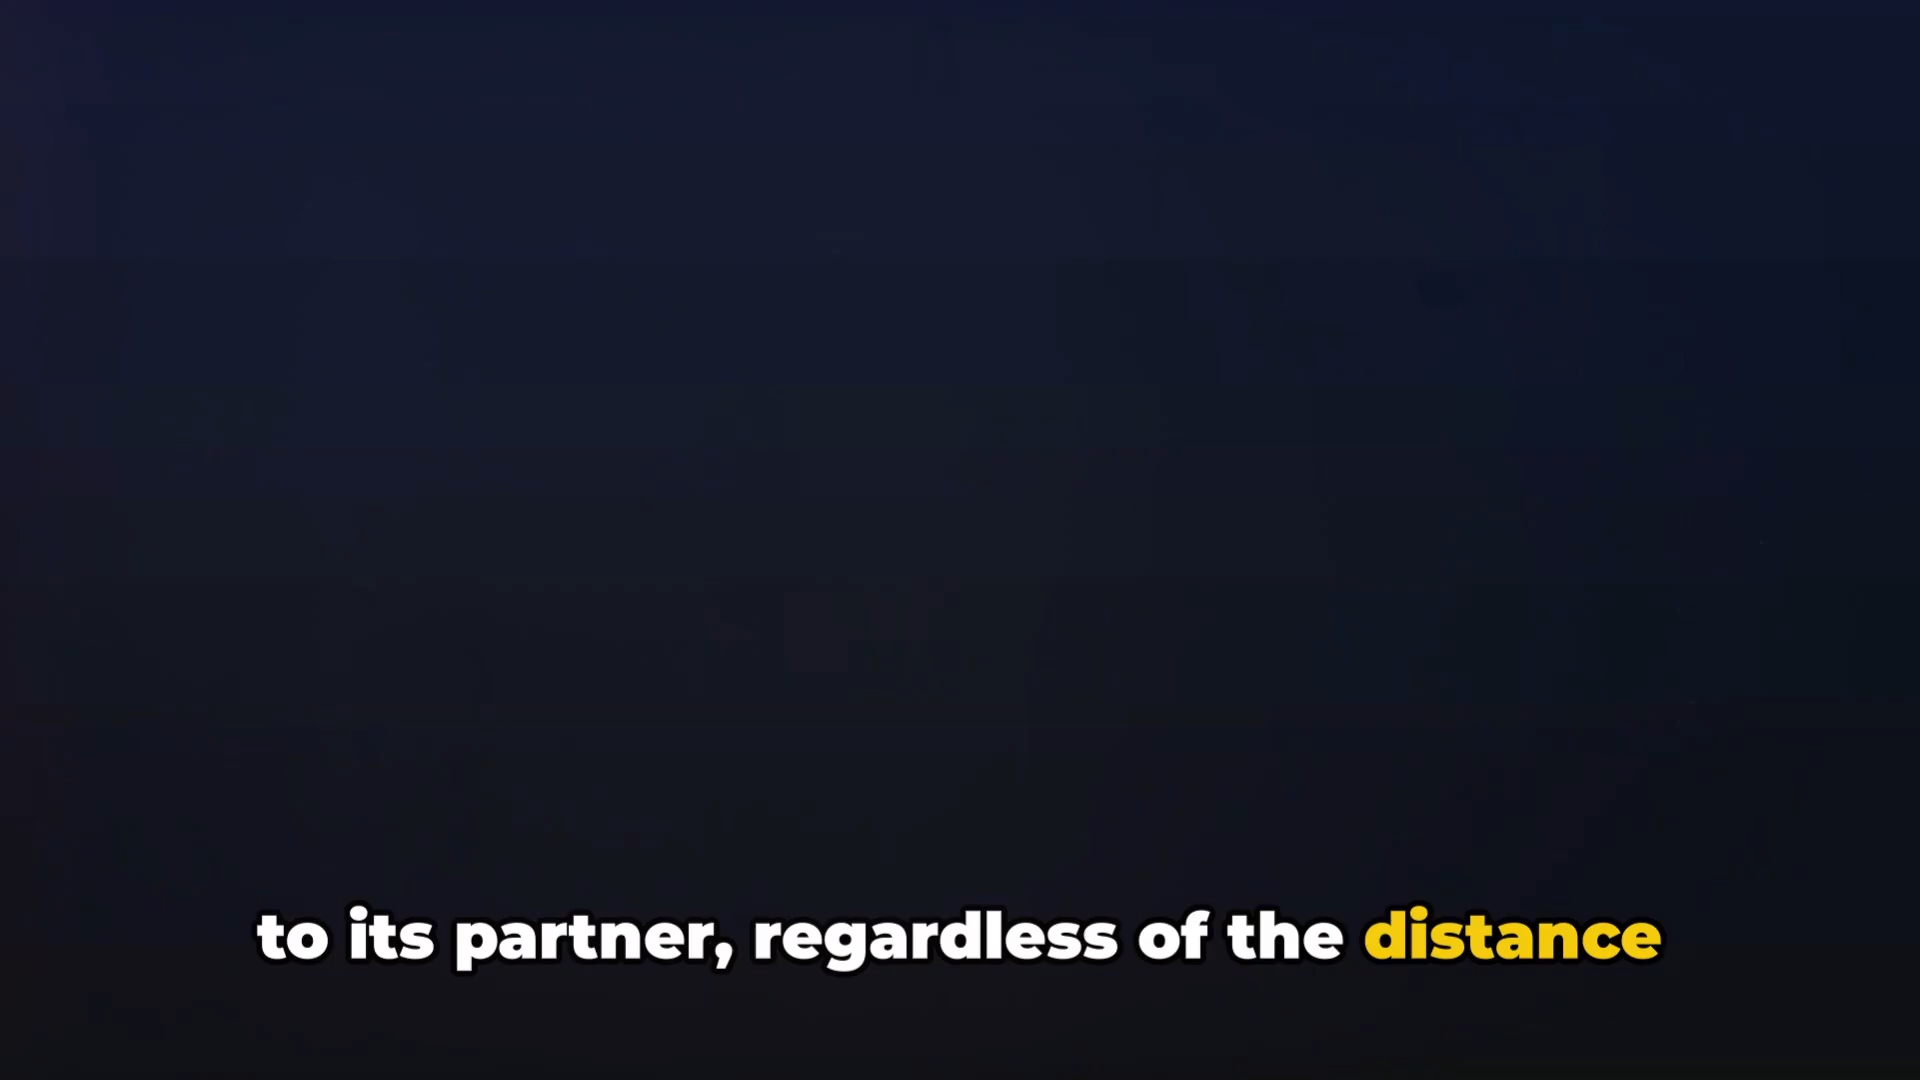 to its partner, regardless of the distance